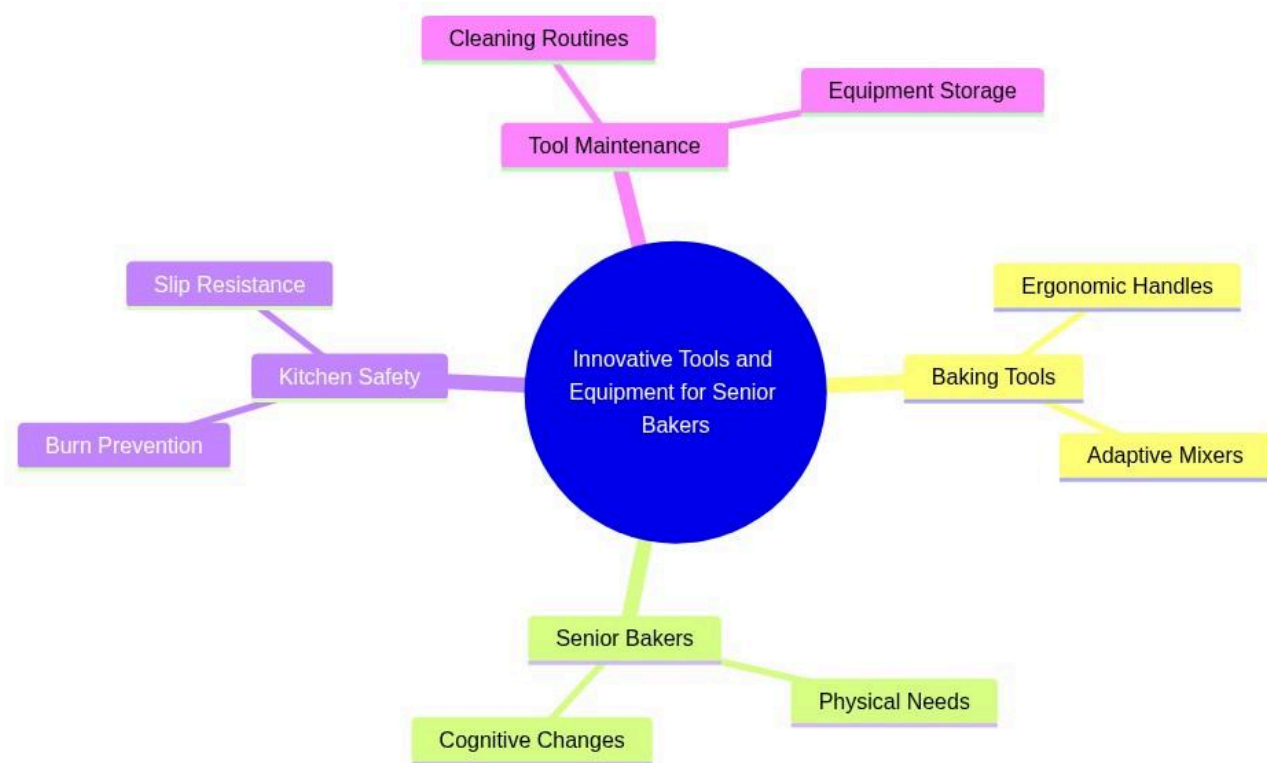 Cleaning Routines
Equipment Storage
Tool Maintenance
Slip Resistance
Ergonomic Handles
Kitchen Safety
Innovative Tools and
Equipment for Senior
Bakers
Baking Tools
Burn Prevention
Adaptive Mixers
Senior Bakers
Physical Needs
Cognitive Changes